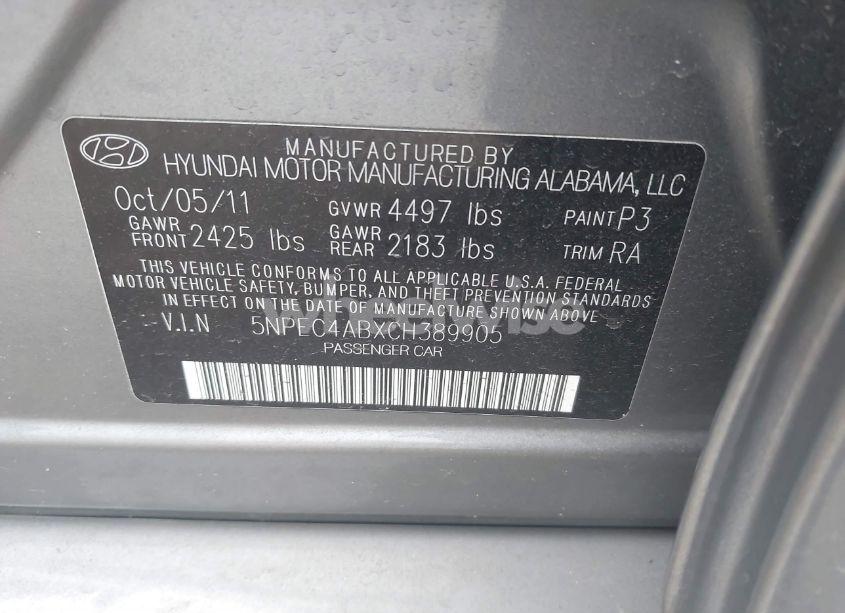 MANUFACTURED BY
HYUNDAI MOTOR MANUFACTURING ALABAMA, LLC
Oct/05/11 GVWR 4497 lbs PAINT P3
GAWR FRONT 2425 lbs GAWR REAR 2183 lbs TRIM RA
THIS VEHICLE CONFORMS TO ALL APPLICABLE U.S.A. FEDERAL
MOTOR VEHICLE SAFETY, BUMPER, AND THEFT PREVENTION STANDARDS
IN EFFECT ON THE DATE OF MANUFACTURE SHOWN ABOVE
V.I.N 5NPEC4ABXCH389905
PASSENGER CAR